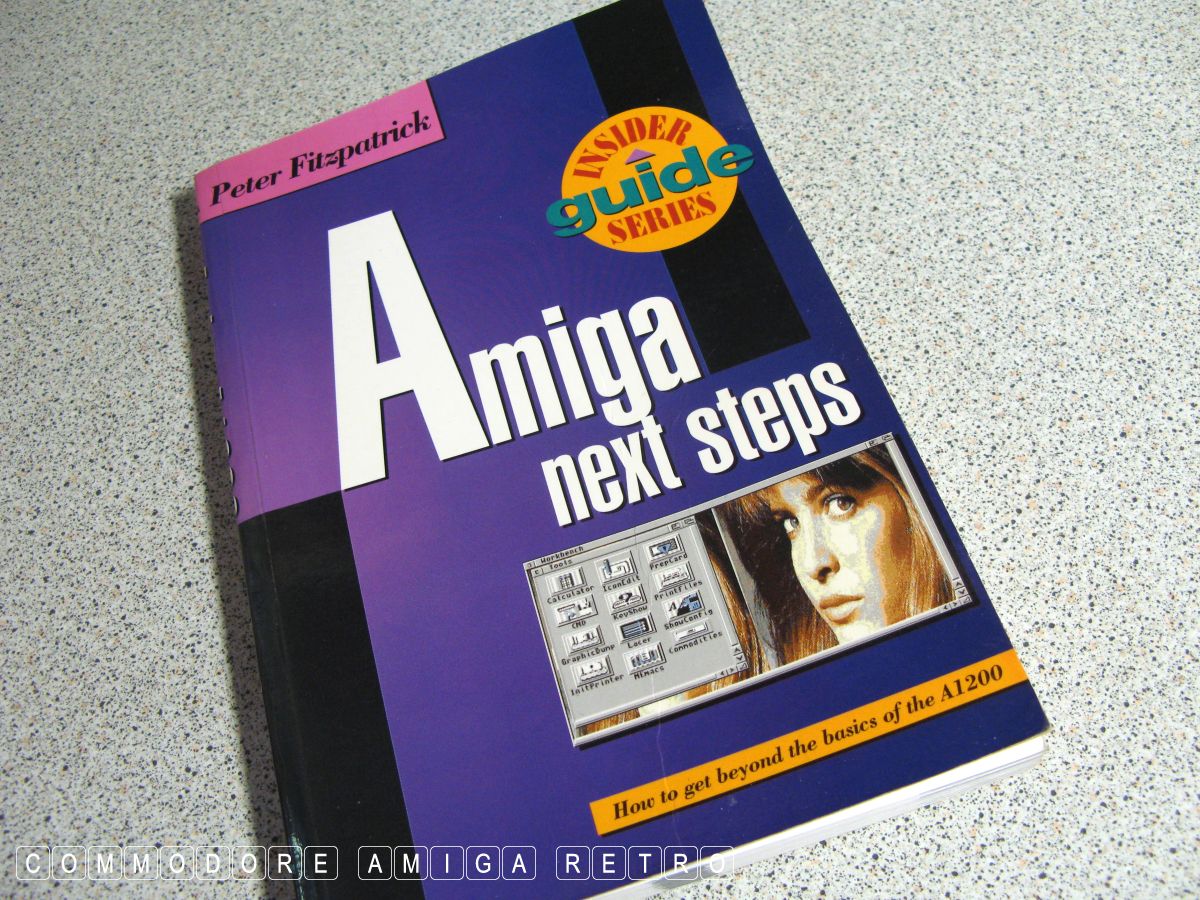 Peter Fitzpatrick
INSIDER
guide
SERIES
Amiga
next steps
Workbench
Tools
Calculator
IconEdit
PrepCard
CMD
KeyShow
PrintFiles
GraphicDump
Lacer
ShowConfig
InitPrinter
MEmacs
Commodities
How to get beyond the basics of the A1200
COMMODORE AMIGA RETRO